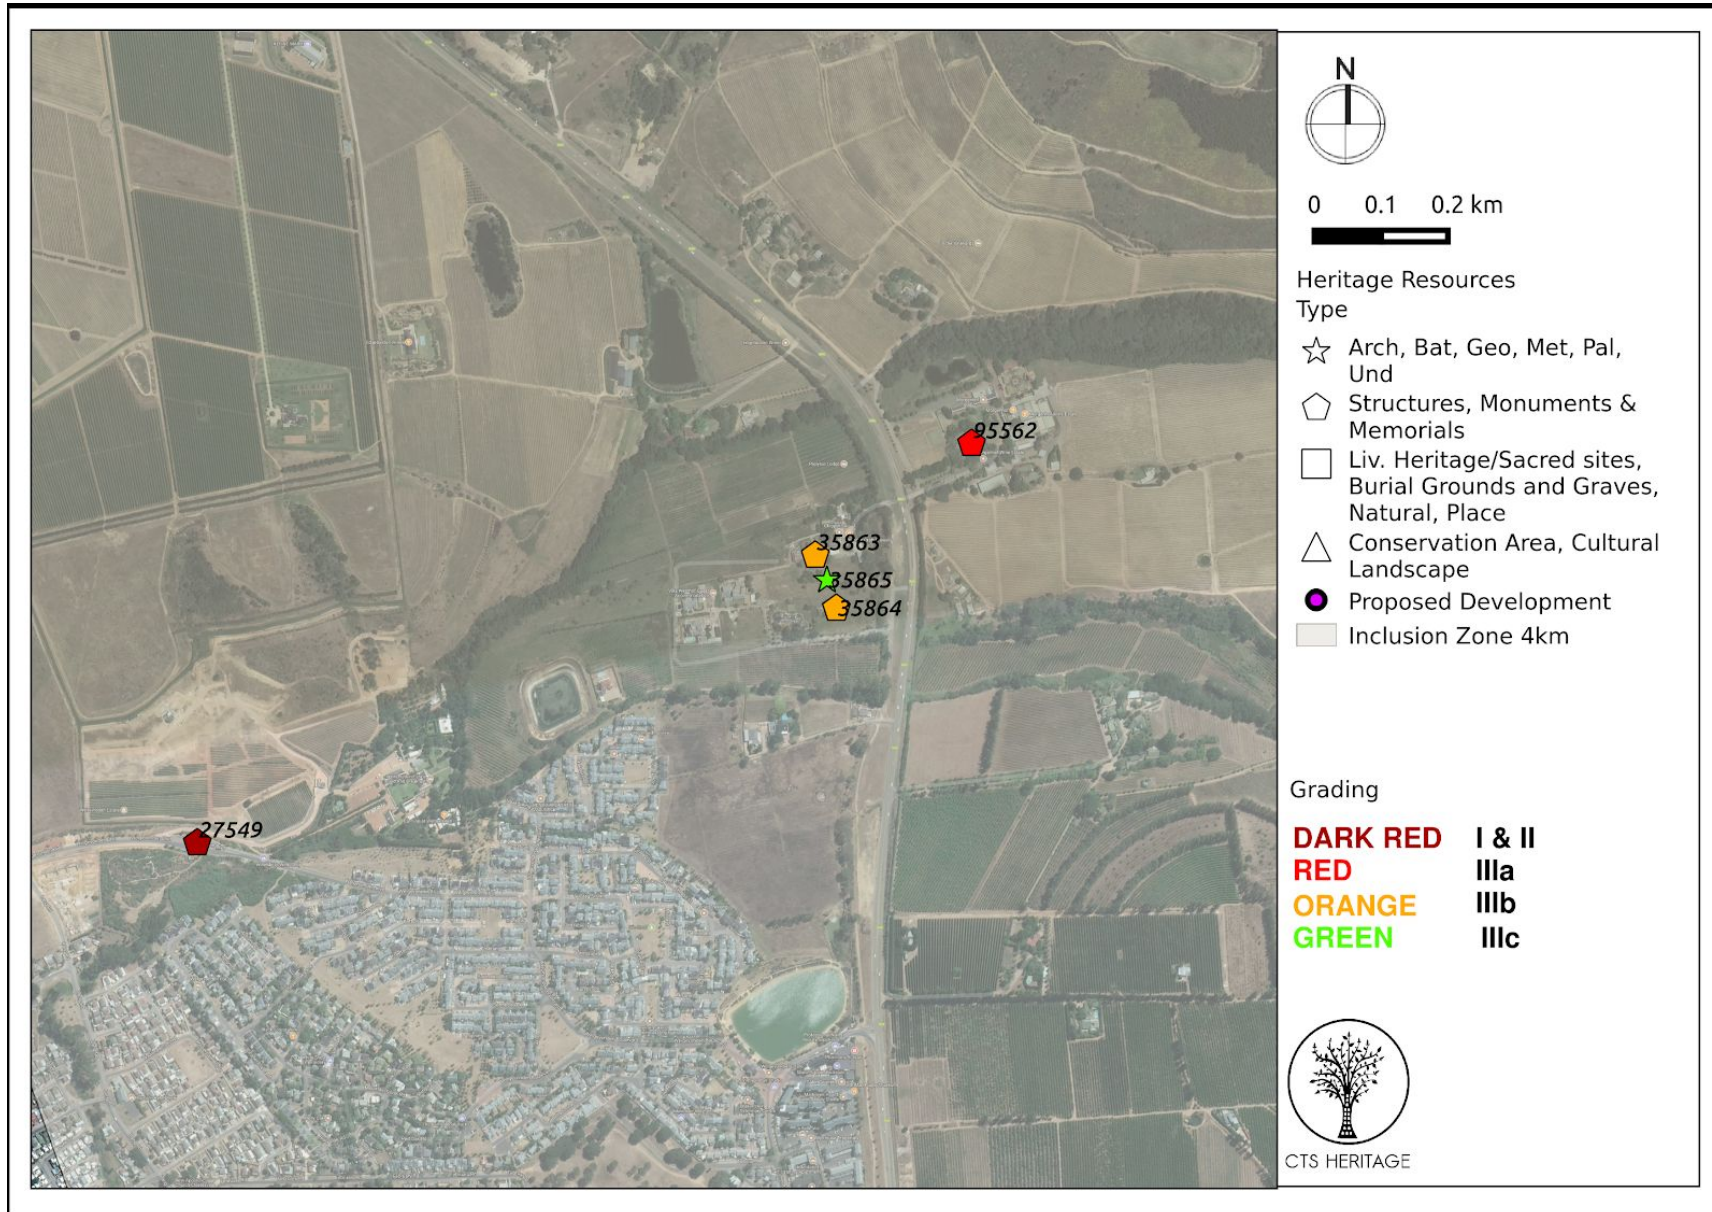 95562
35863
35865
35864
27549
N
0 0.1 0.2 km
Heritage Resources
Type
Arch, Bat, Geo, Met, Pal,
Und
Structures, Monuments &
Memorials
Liv. Heritage/Sacred sites,
Burial Grounds and Graves,
Natural, Place
Conservation Area, Cultural
Landscape
Proposed Development
Inclusion Zone 4km
Grading
DARK RED I & II
RED IIIa
ORANGE IIIb
GREEN IIIc
CTS HERITAGE